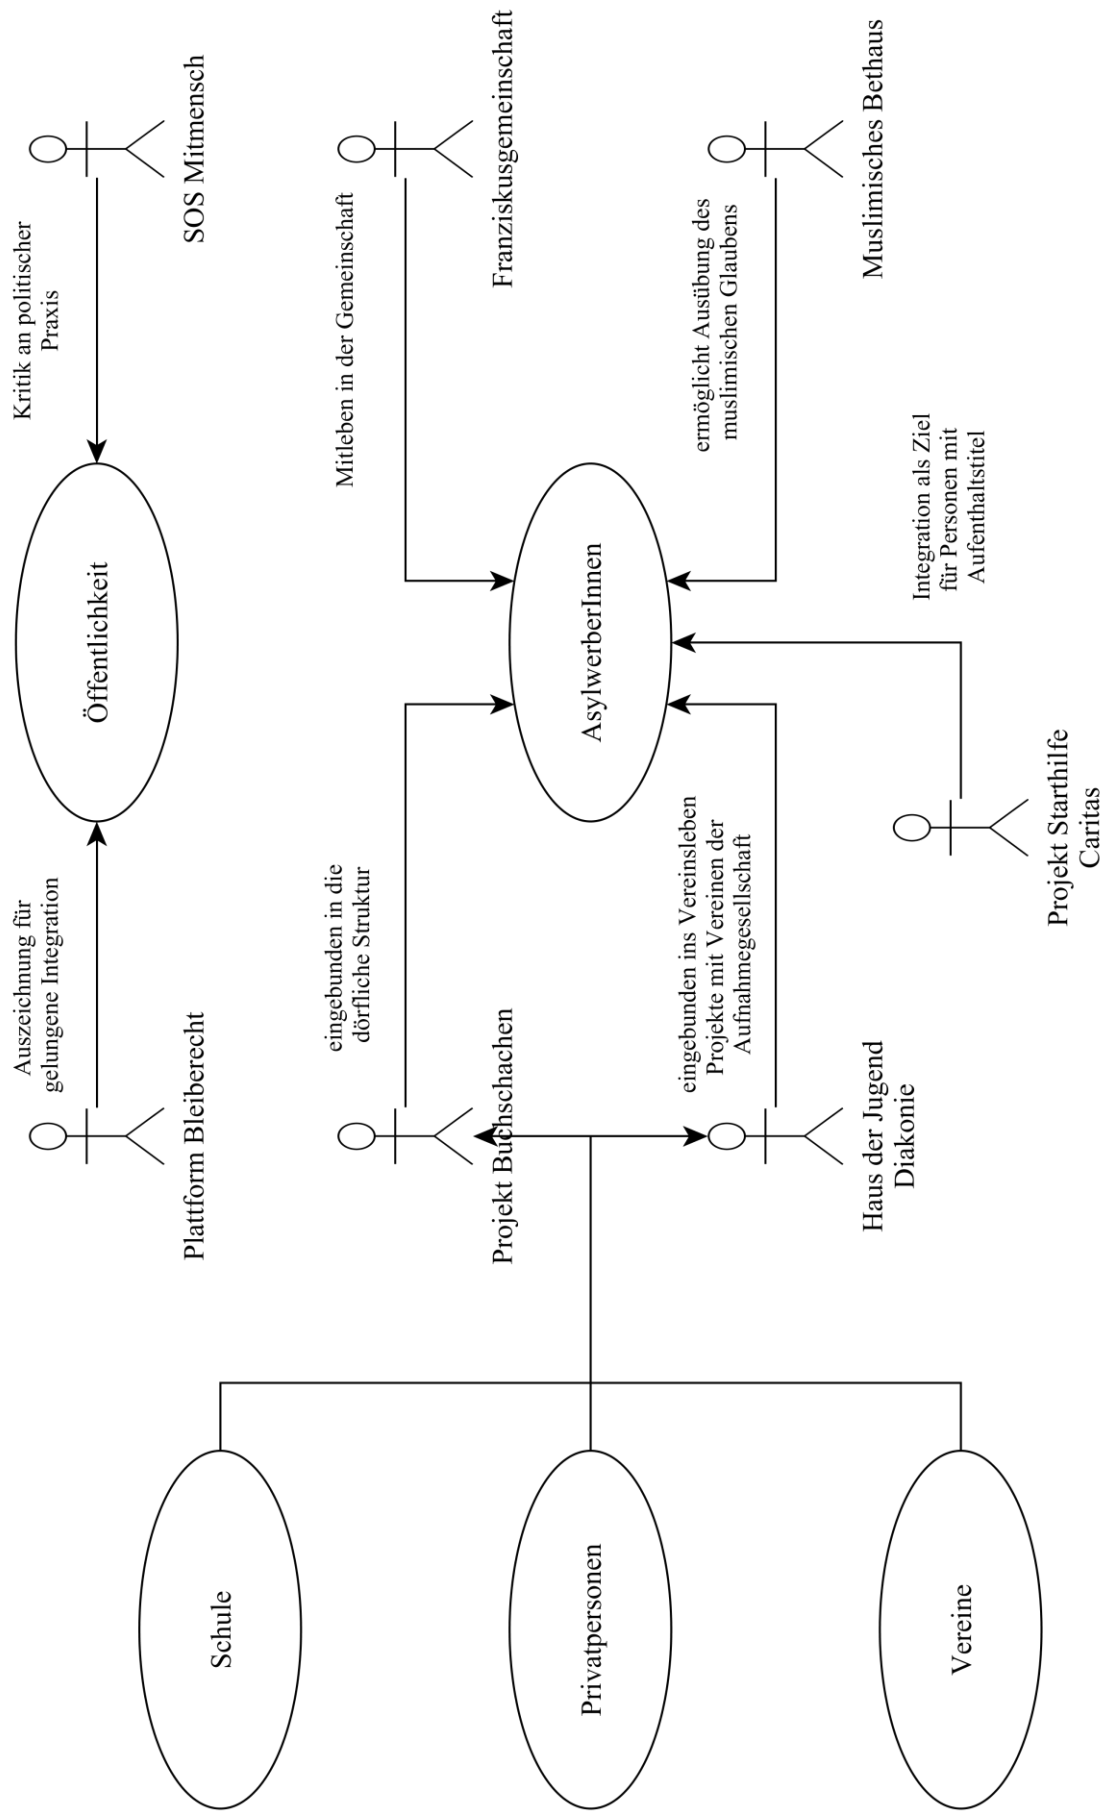 Auszeichnung für
gelungene Integration
Kritik an politischer
Praxis
Öffentlichkeit
Plattform Bleiberecht
SOS Mitmensch
Schule
eingebunden in die
dörfliche Struktur
Mitleben in der Gemeinschaft
Projekt Buchschachen
Franziskusgemeinschaft
Privatpersonen
AsylwerberInnen
eingebunden ins Vereinsleben
Projekte mit Vereinen der
Aufnahmegesellschaft
ermöglicht Ausübung des
muslimischen Glaubens
Haus der Jugend
Diakonie
Muslimisches Bethaus
Vereine
Integration als Ziel
für Personen mit
Aufenthaltstitel
Projekt Starthilfe
Caritas